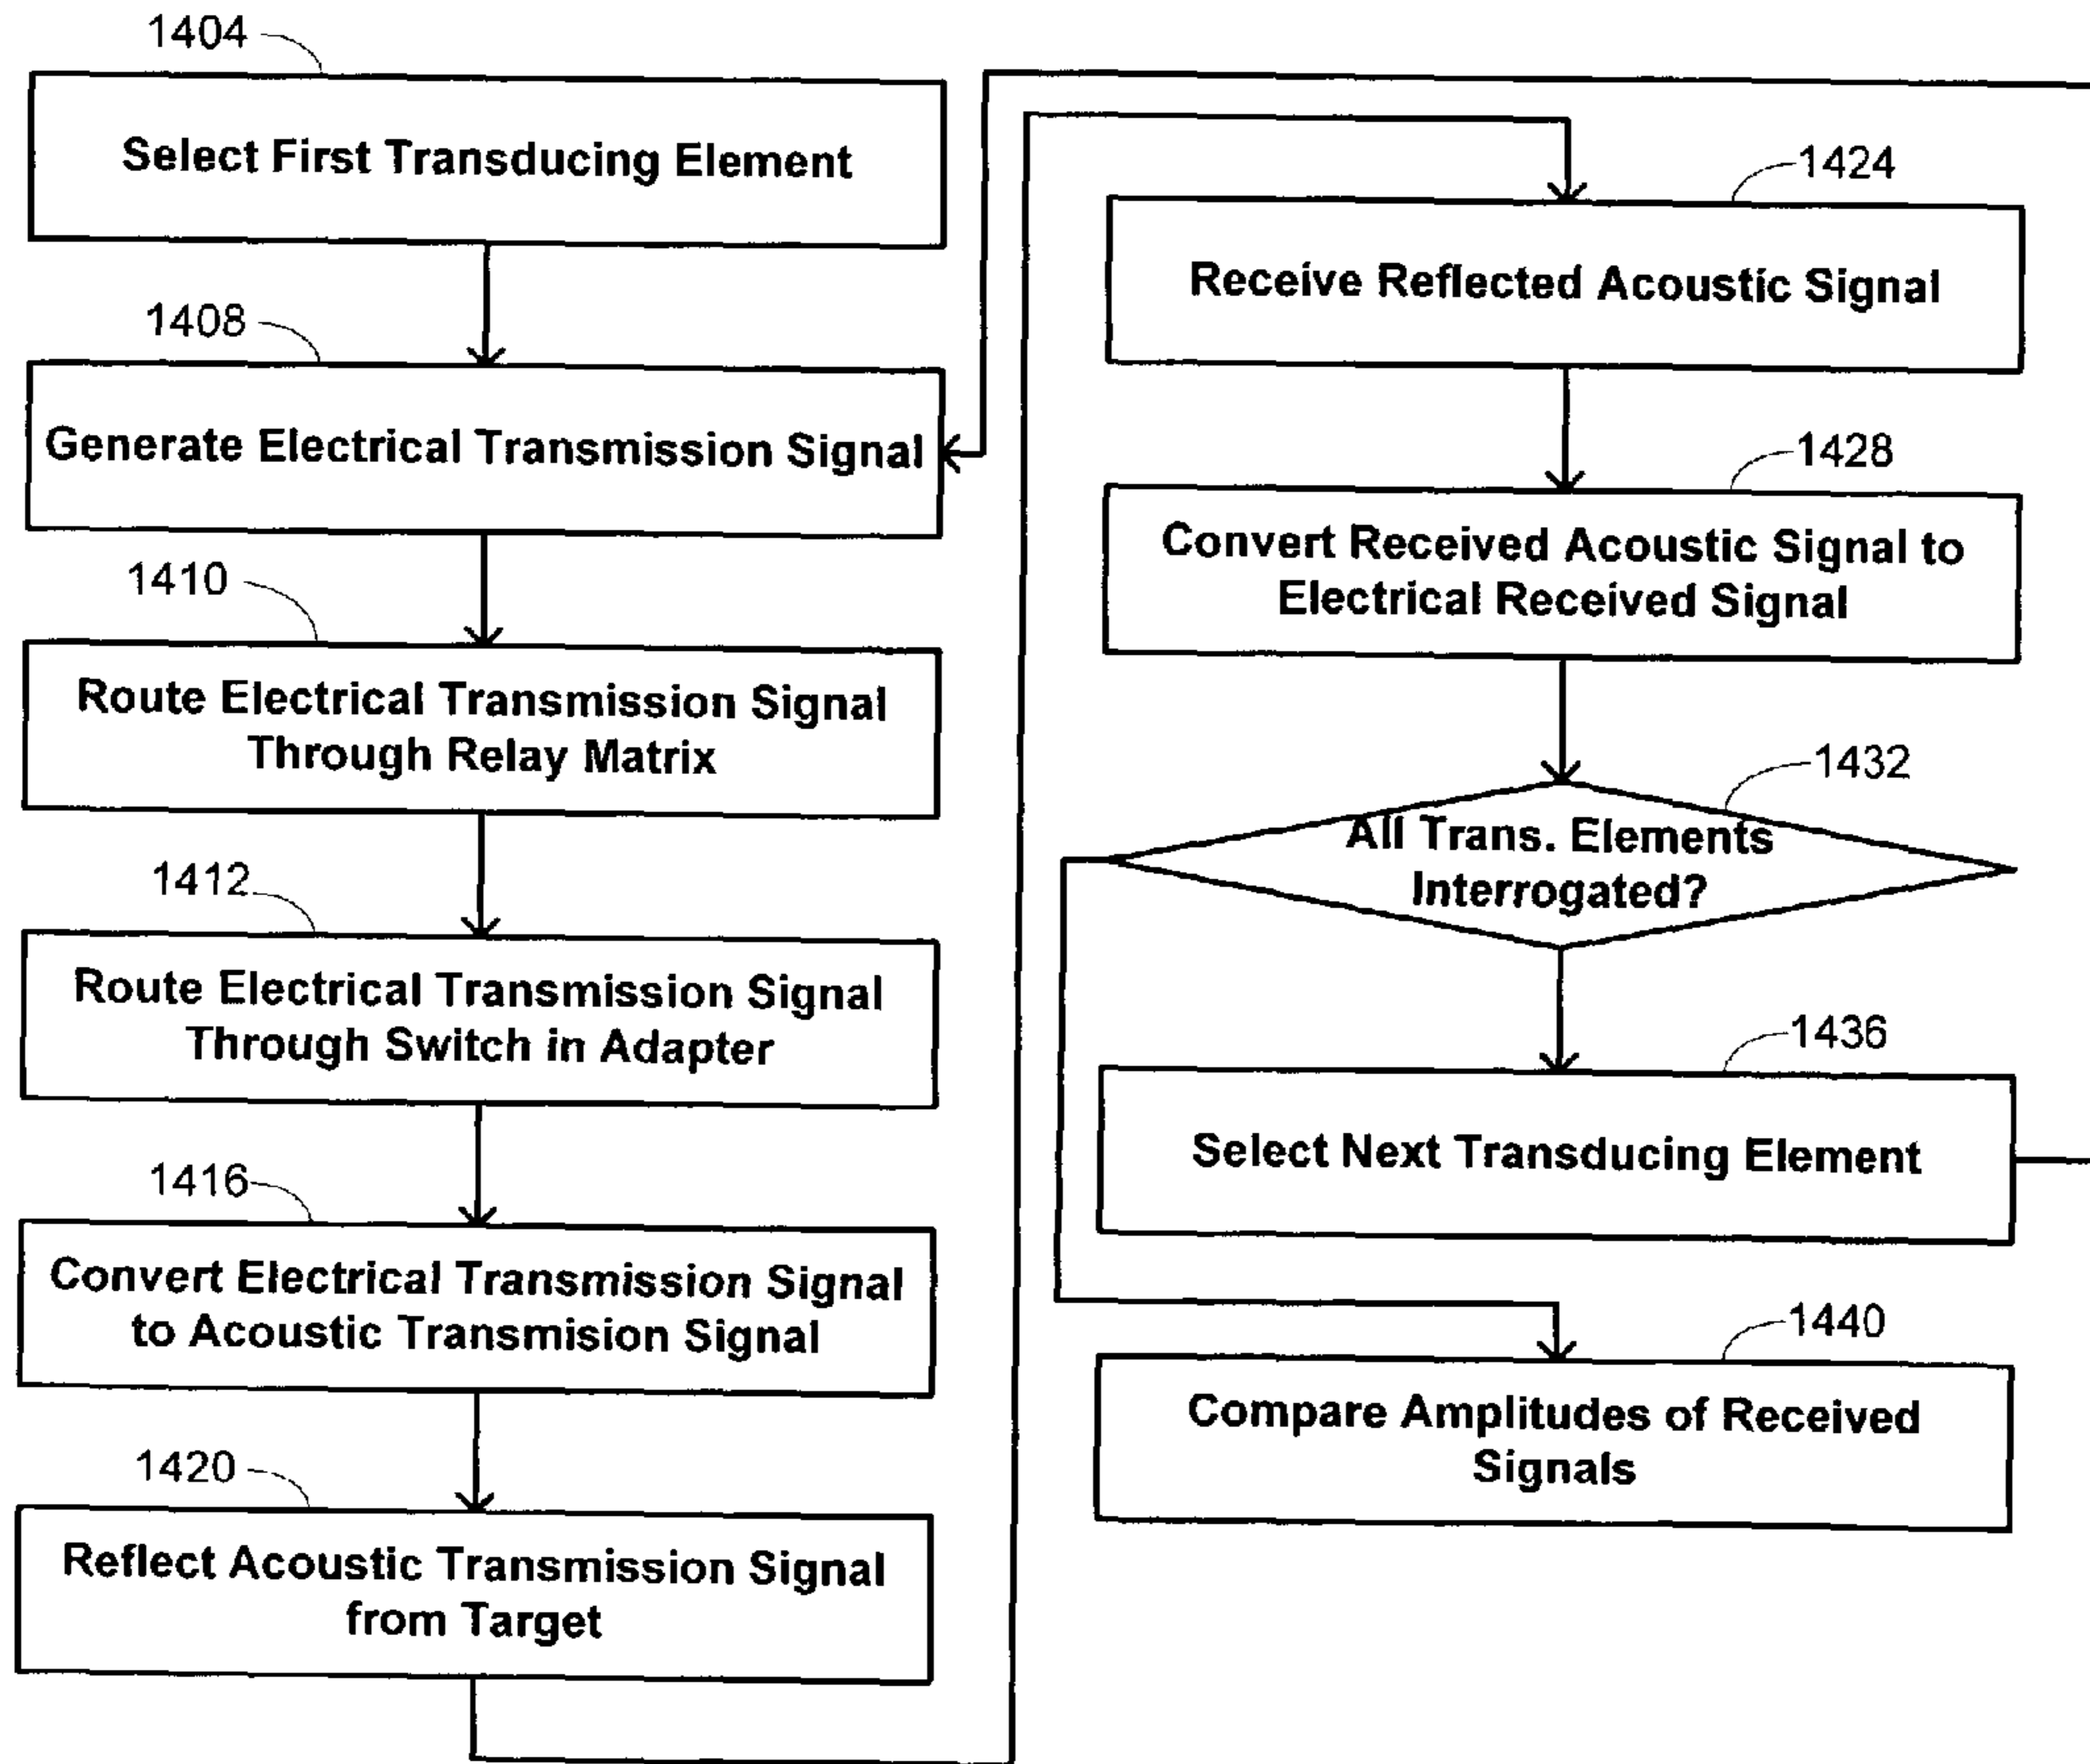 1404
Select First Transducing Element
1408
Generate Electrical Transmission Signal
1410
Route Electrical Transmission Signal
Through Relay Matrix
1412
Route Electrical Transmission Signal
Through Switch in Adapter
1416
Convert Electrical Transmission Signal
to Acoustic Transmision Signal
1420
Reflect Acoustic Transmission Signal
from Target
1424
Receive Reflected Acoustic Signal
1428
Convert Received Acoustic Signal to
Electrical Received Signal
1432
All Trans. Elements
Interrogated?
1436
Select Next Transducing Element
1440
Compare Amplitudes of Received
Signals